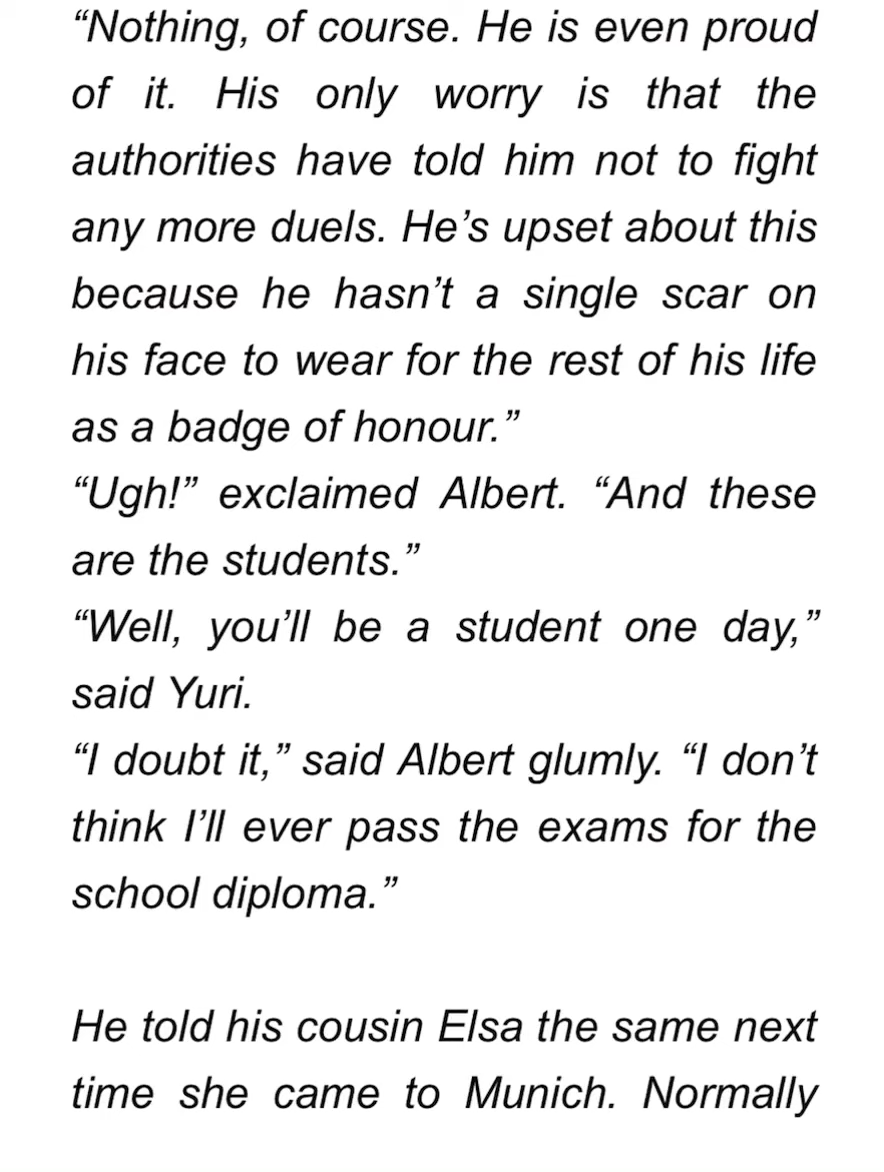 “Nothing, of course. He is even proud
of it. His only worry is that the
authorities have told him not to fight
any more duels. He’s upset about this
because he hasn’t a single scar on
his face to wear for the rest of his life
as a badge of honour.”
“Ugh!” exclaimed Albert. “And these
are the students.”
“Well, you’ll be a student one day,”
said Yuri.
“I doubt it,” said Albert glumly. “I don’t
think I’ll ever pass the exams for the
school diploma.”
He told his cousin Elsa the same next
time she came to Munich. Normally